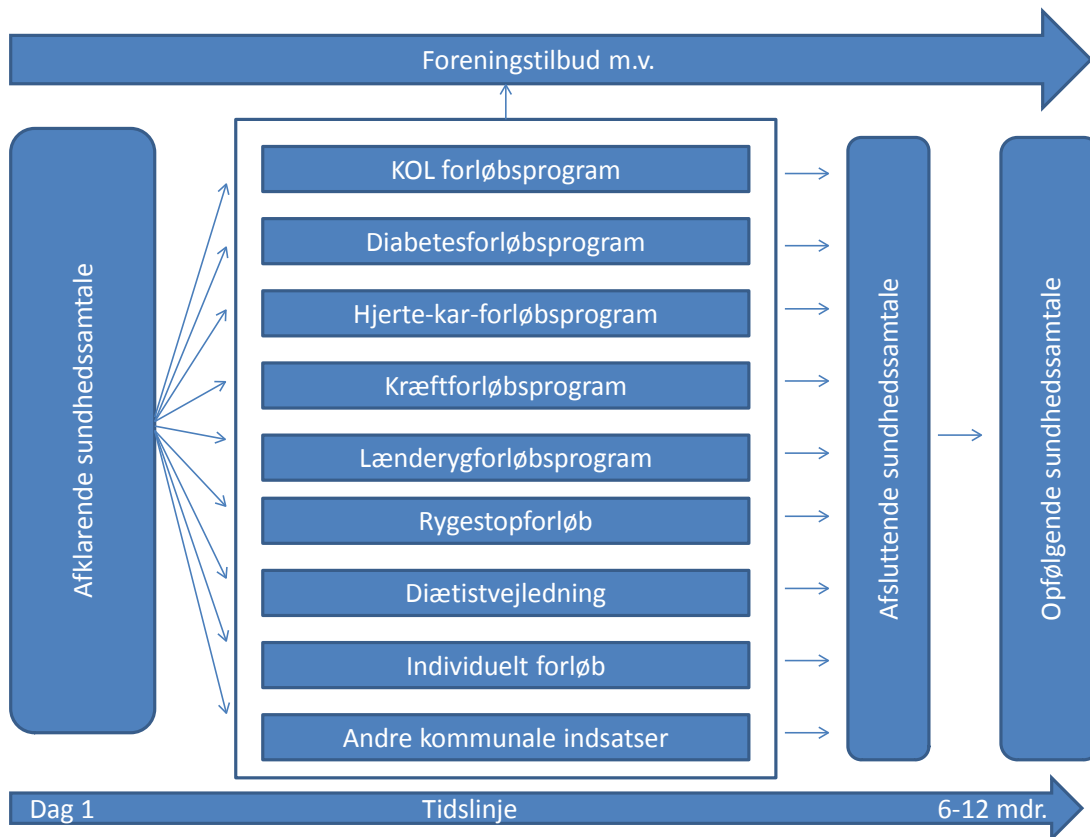 Foreningstilbud m.v.
Afklarende sundhedssamtale
KOL forløbsprogram
Diabetesforløbsprogram
Hjerte-kar-forløbsprogram
Kræftforløbsprogram
Lænderygforløbsprogram
Rygestopforløb
Diætistvejledning
Individuelt forløb
Andre kommunale indsatser
Afsluttende sundhedssamtale
Opfølgende sundhedssamtale
Dag 1 Tidslinje 6-12 mdr.